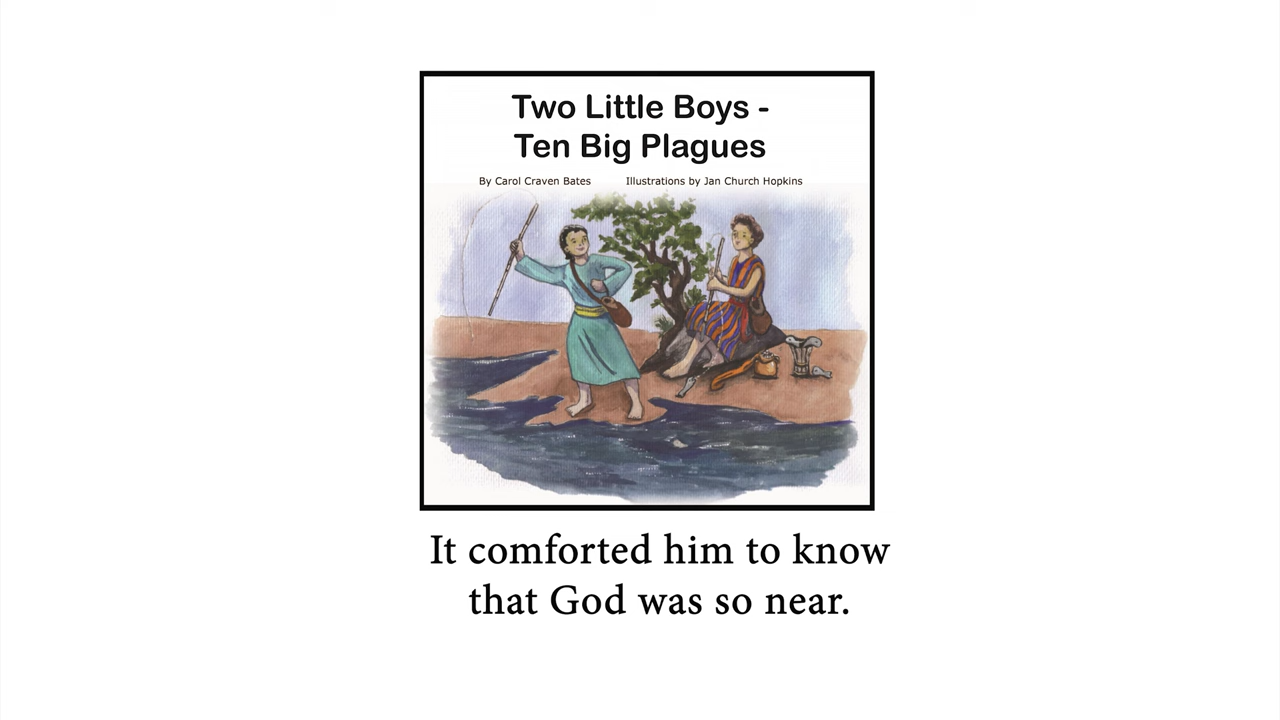 Two Little Boys -
Ten Big Plagues
By Carol Craven Bates Illustrations by Jan Church Hopkins
It comforted him to know
that God was so near.